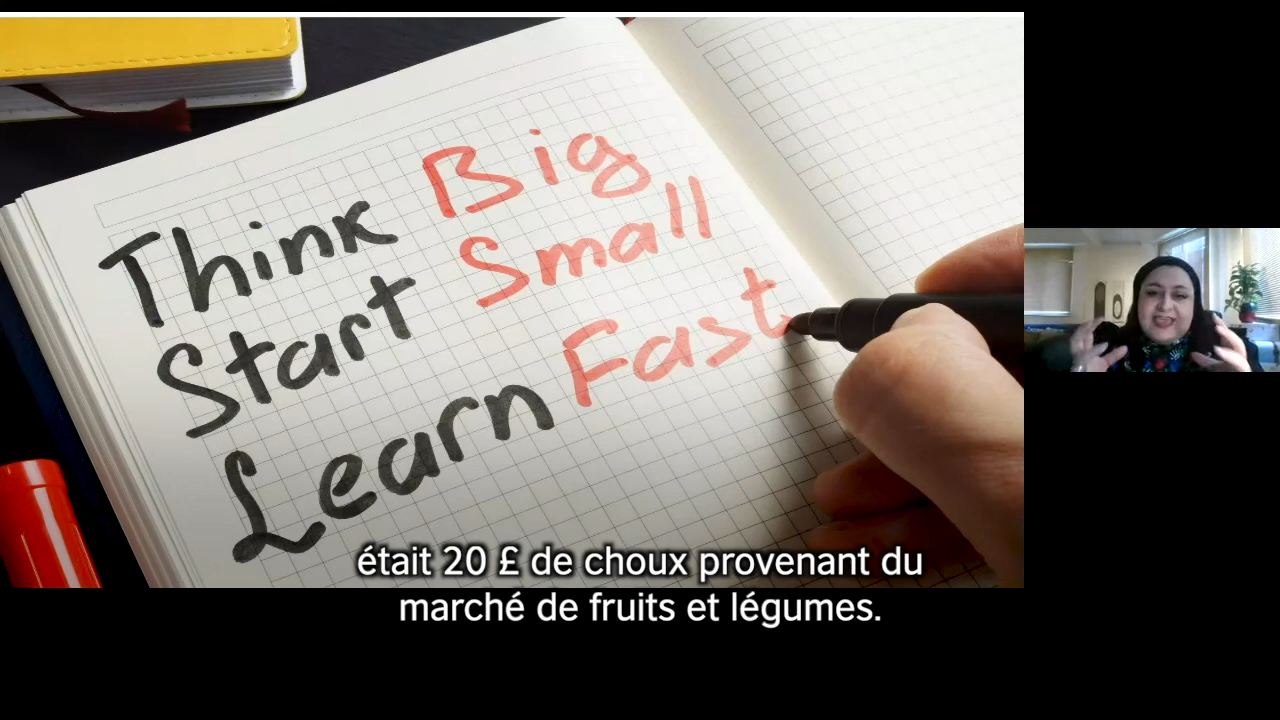 Think Big
Start Small
Learn Fast
était 20 £ de choux provenant du
marché de fruits et légumes.